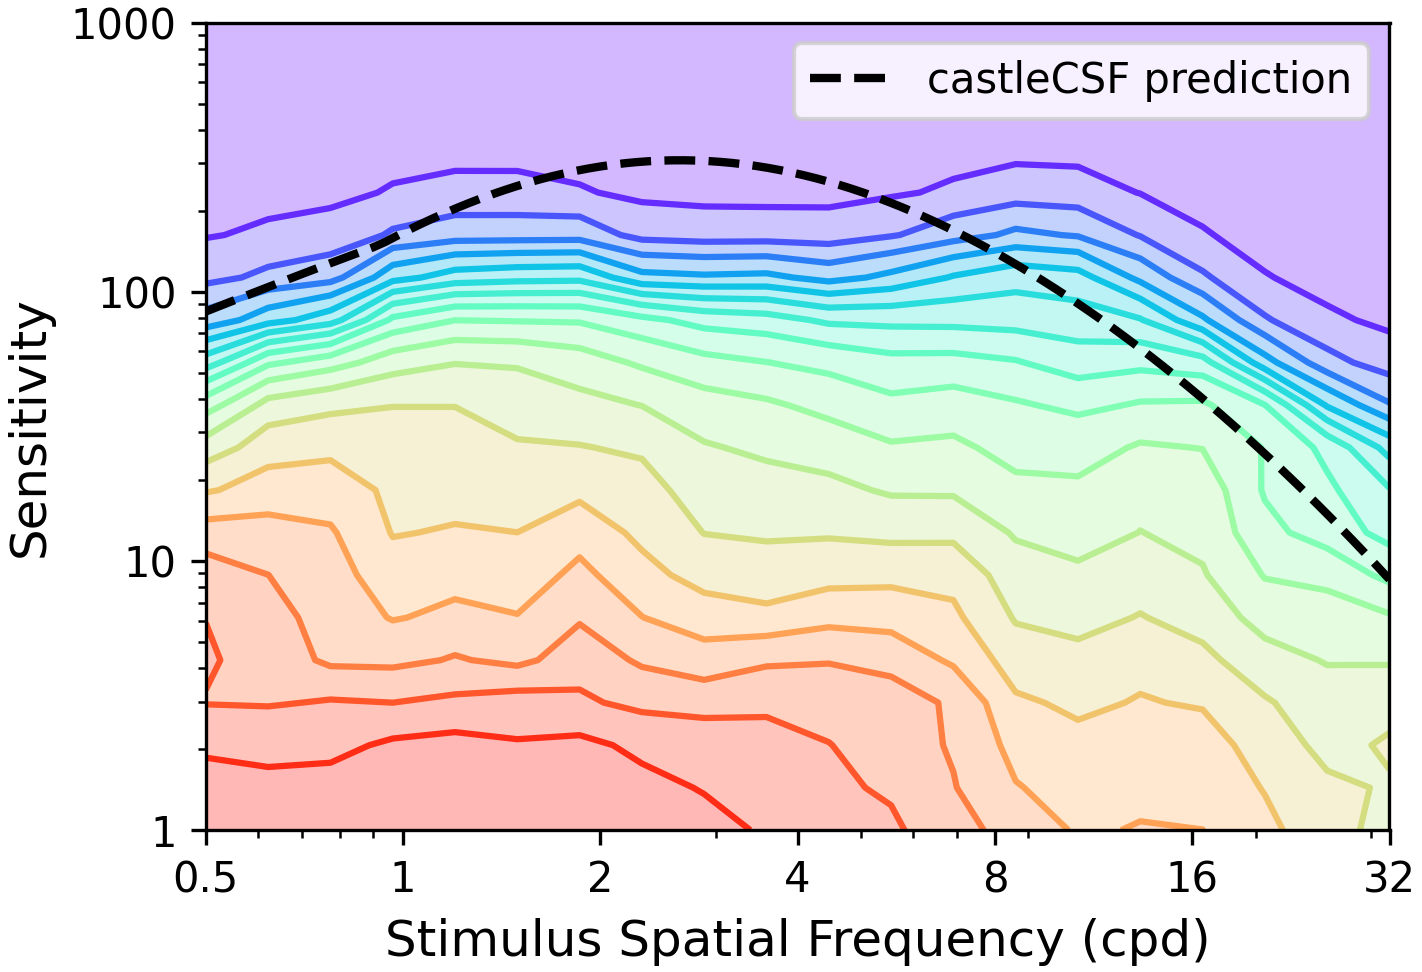 1000
castleCSF prediction
100
Sensitivity
10
1
0.5 1 2 4 8 16 32
Stimulus Spatial Frequency (cpd)